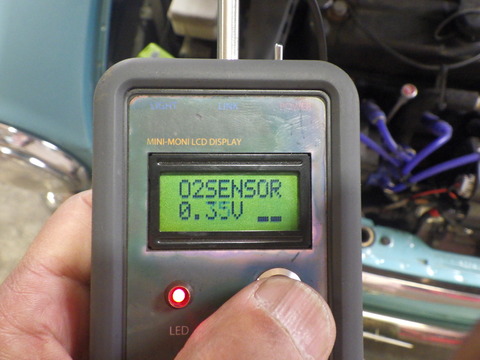 MINI-MONI LCD DISPLAY
O2SENSOR
0.35V
LED